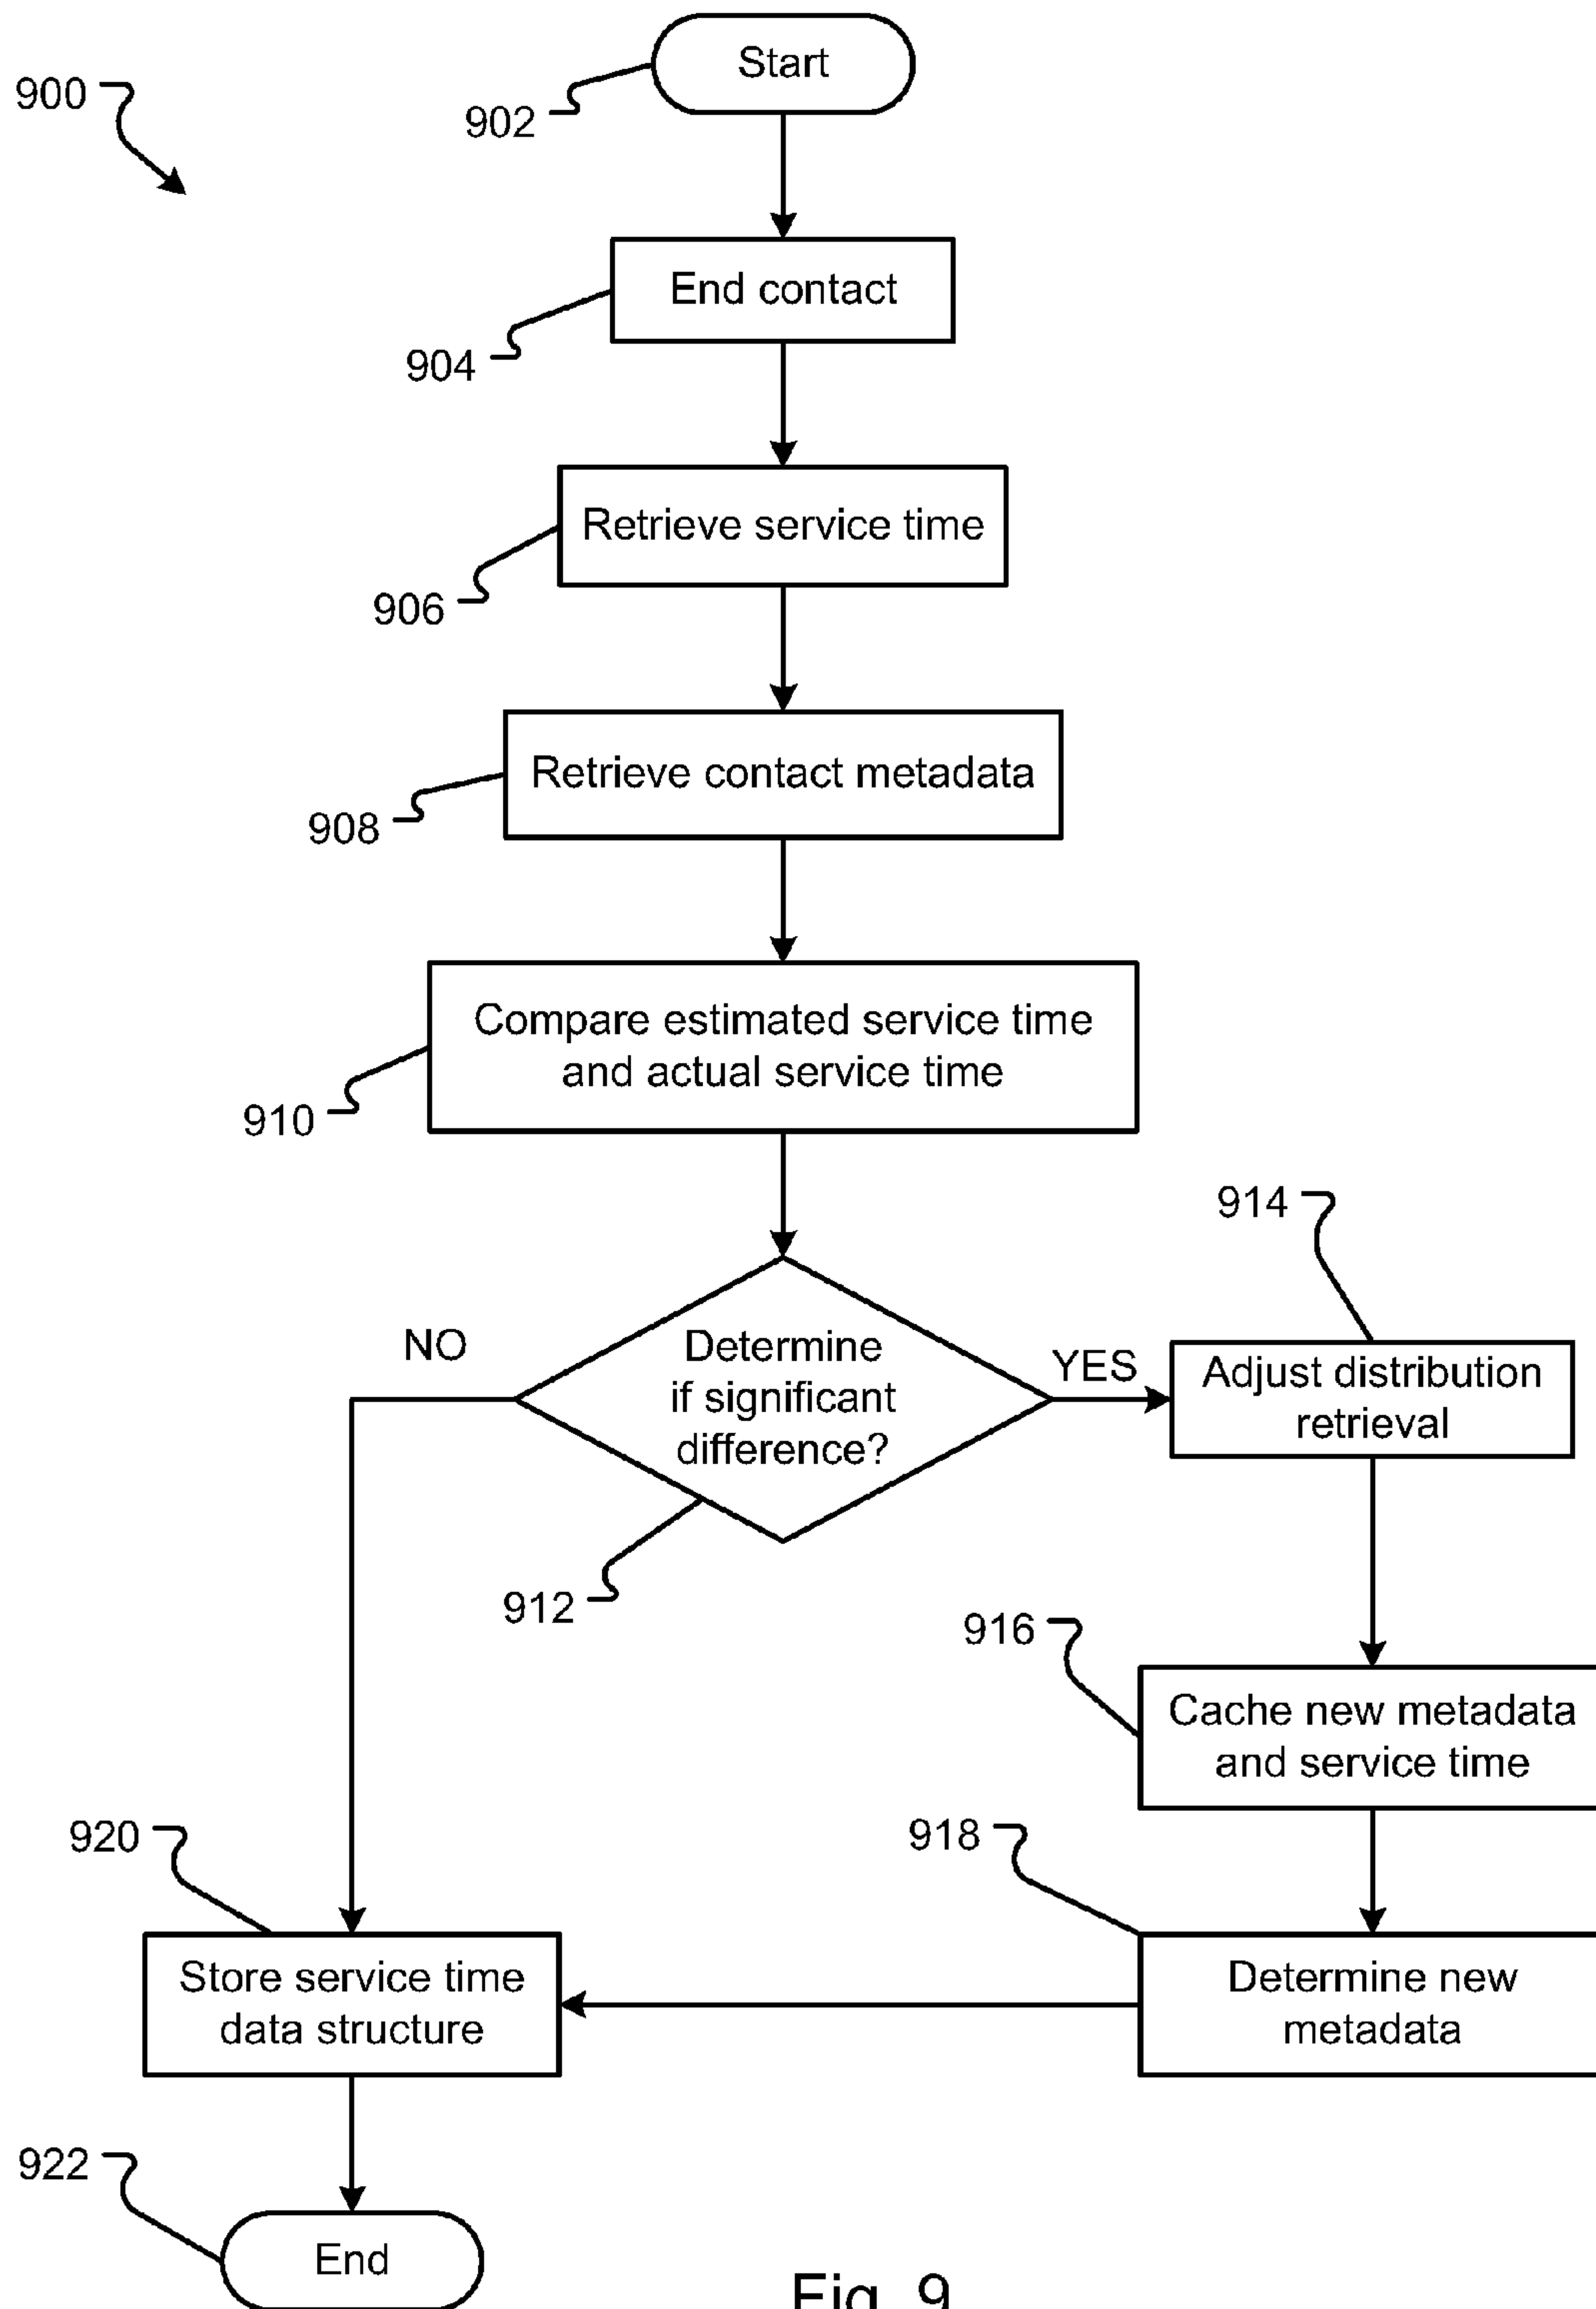 Start
900
902
End contact
904
Retrieve service time
906
Retrieve contact metadata
908
Compare estimated service time
and actual service time
910
914
NO
Determine
if significant
difference?
YES
Adjust distribution
retrieval
912
916
Cache new metadata
and service time
920
918
Store service time
data structure
Determine new
metadata
922
End
Fig. 9